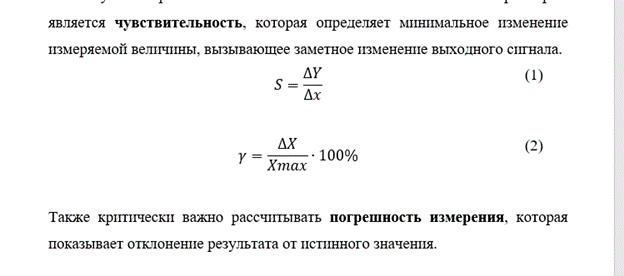 является чувствительность, которая определяет минимальное изменение
измеряемой величины, вызывающее заметное изменение выходного сигнала.
S = ΔY/Δx (1)
γ = ΔX/Xmax · 100% (2)
Также критически важно рассчитывать погрешность измерения, которая
показывает отклонение результата от истинного значения.